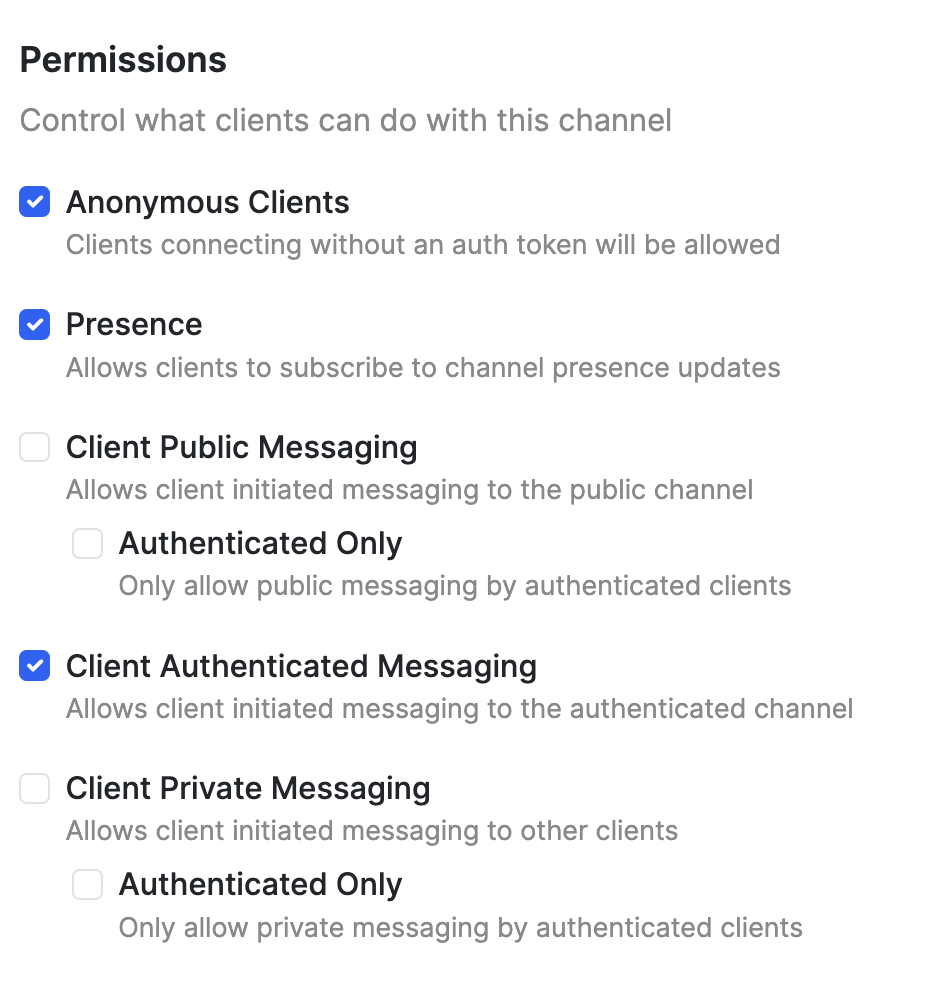 Permissions
Control what clients can do with this channel
Anonymous Clients
Clients connecting without an auth token will be allowed
Presence
Allows clients to subscribe to channel presence updates
Client Public Messaging
Allows client initiated messaging to the public channel
Authenticated Only
Only allow public messaging by authenticated clients
Client Authenticated Messaging
Allows client initiated messaging to the authenticated channel
Client Private Messaging
Allows client initiated messaging to other clients
Authenticated Only
Only allow private messaging by authenticated clients